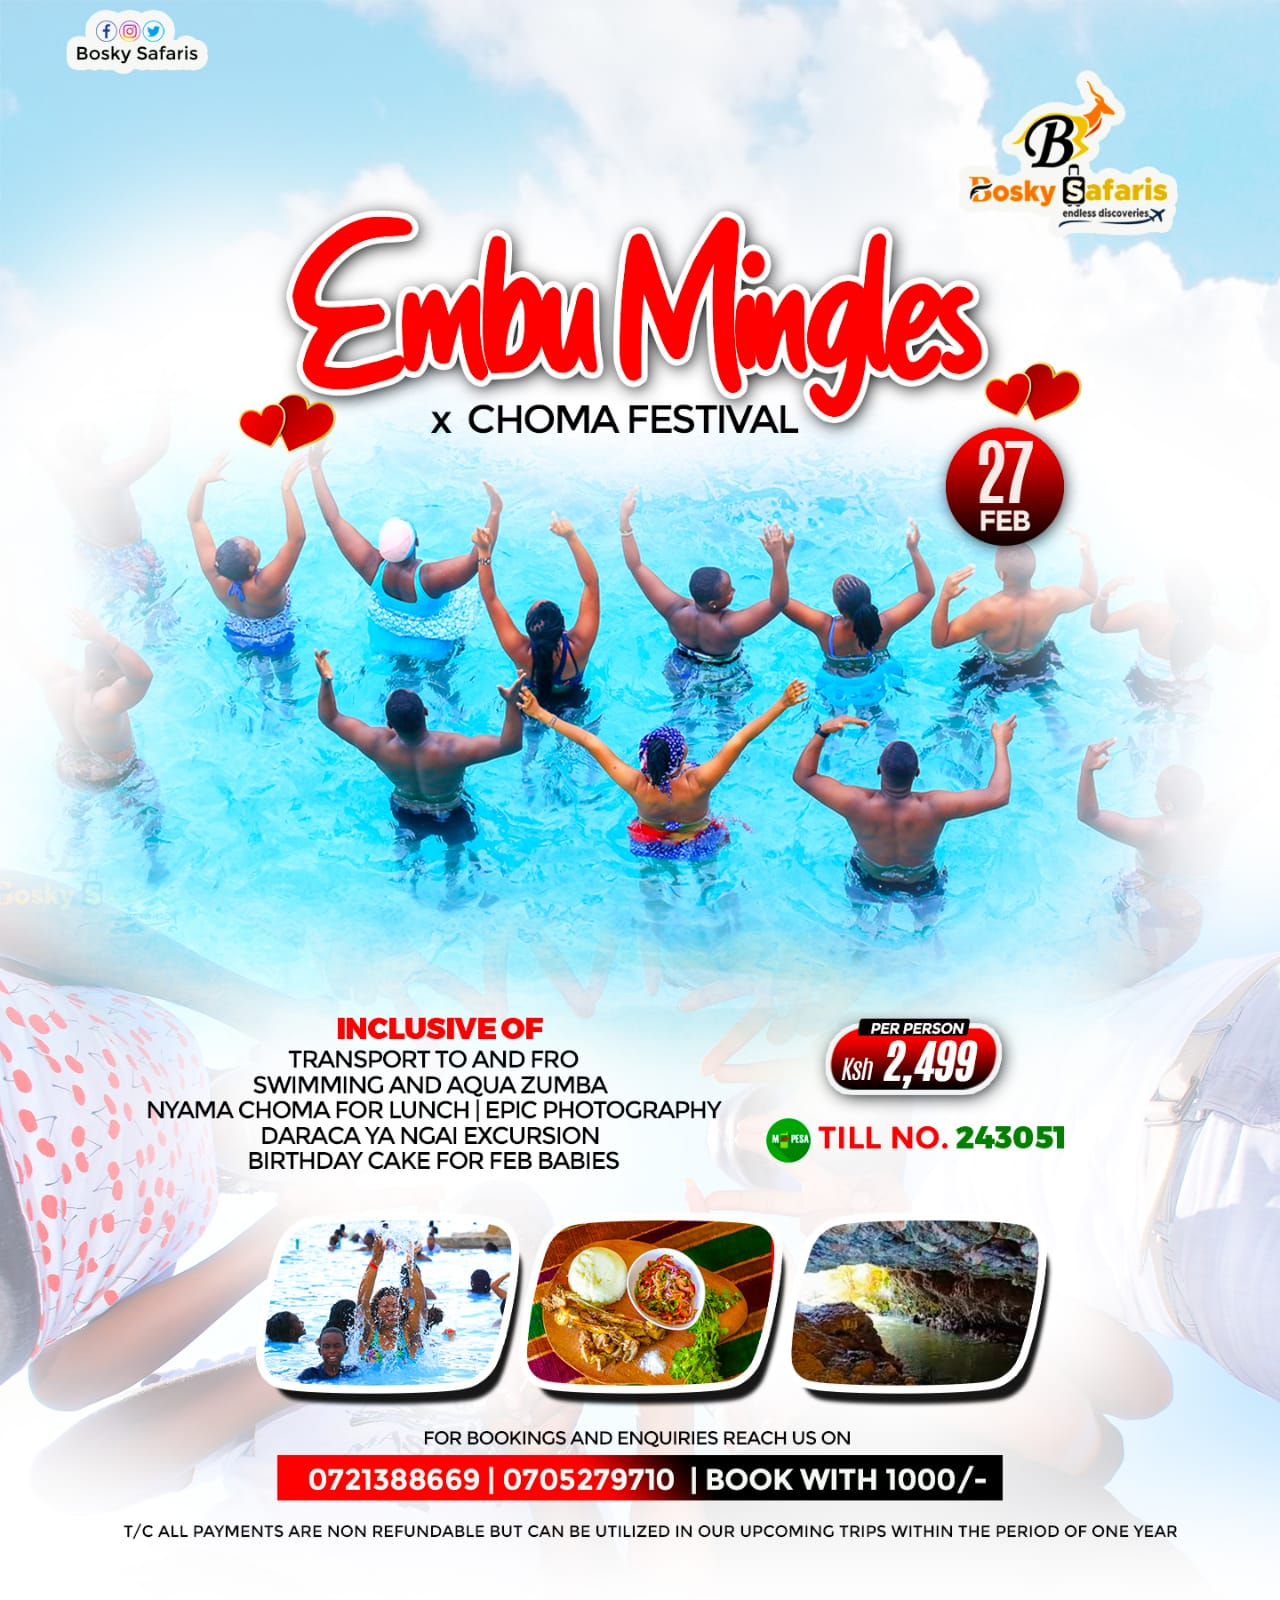 Bosky Safaris
B
Bosky Safaris
endless discoveries
Embu Mingles
x CHOMA FESTIVAL
27
FEB
Bosky S
INCLUSIVE OF
TRANSPORT TO AND FRO
SWIMMING AND AQUA ZUMBA
NYAMA CHOMA FOR LUNCH | EPIC PHOTOGRAPHY
DARACA YA NGAI EXCURSION
BIRTHDAY CAKE FOR FEB BABIES
PER PERSON
Ksh 2,499
M PESA TILL NO. 243051
FOR BOOKINGS AND ENQUIRIES REACH US ON
0721388669 | 0705279710 | BOOK WITH 1000/-
T/C ALL PAYMENTS ARE NON REFUNDABLE BUT CAN BE UTILIZED IN OUR UPCOMING TRIPS WITHIN THE PERIOD OF ONE YEAR